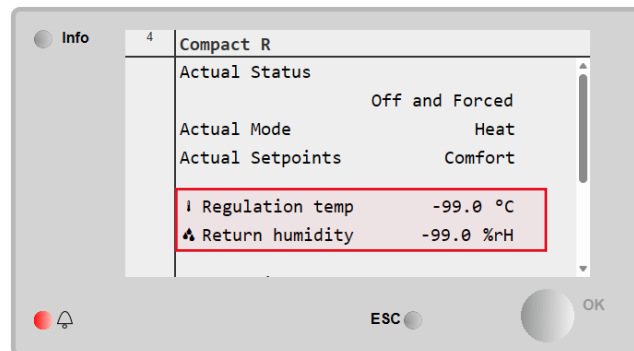 Info
4
Compact R
Actual Status
Off and Forced
Actual Mode Heat
Actual Setpoints Comfort
Regulation temp -99.0 °C
Return humidity -99.0 %rH
ESC
OK